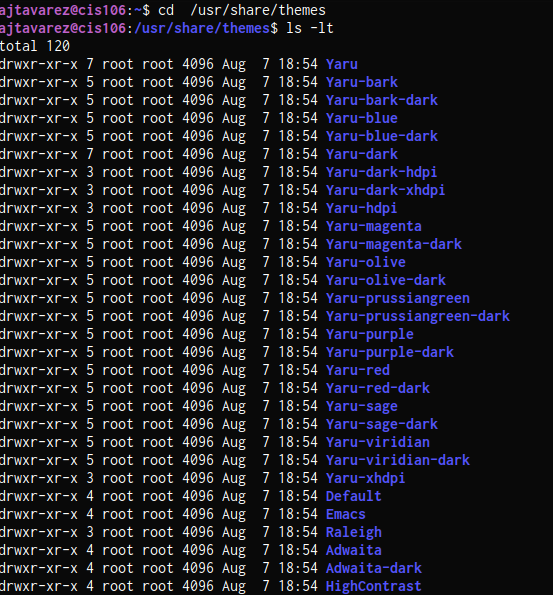 ajtavarez@cis106:~$ cd  /usr/share/themes
ajtavarez@cis106:/usr/share/themes$ ls -lt
total 120
drwxr-xr-x 7 root root 4096 Aug  7 18:54 Yaru
drwxr-xr-x 5 root root 4096 Aug  7 18:54 Yaru-bark
drwxr-xr-x 5 root root 4096 Aug  7 18:54 Yaru-bark-dark
drwxr-xr-x 5 root root 4096 Aug  7 18:54 Yaru-blue
drwxr-xr-x 5 root root 4096 Aug  7 18:54 Yaru-blue-dark
drwxr-xr-x 7 root root 4096 Aug  7 18:54 Yaru-dark
drwxr-xr-x 3 root root 4096 Aug  7 18:54 Yaru-dark-hdpi
drwxr-xr-x 3 root root 4096 Aug  7 18:54 Yaru-dark-xhdpi
drwxr-xr-x 3 root root 4096 Aug  7 18:54 Yaru-hdpi
drwxr-xr-x 5 root root 4096 Aug  7 18:54 Yaru-magenta
drwxr-xr-x 5 root root 4096 Aug  7 18:54 Yaru-magenta-dark
drwxr-xr-x 5 root root 4096 Aug  7 18:54 Yaru-olive
drwxr-xr-x 5 root root 4096 Aug  7 18:54 Yaru-olive-dark
drwxr-xr-x 5 root root 4096 Aug  7 18:54 Yaru-prussiangreen
drwxr-xr-x 5 root root 4096 Aug  7 18:54 Yaru-prussiangreen-dark
drwxr-xr-x 5 root root 4096 Aug  7 18:54 Yaru-purple
drwxr-xr-x 5 root root 4096 Aug  7 18:54 Yaru-purple-dark
drwxr-xr-x 5 root root 4096 Aug  7 18:54 Yaru-red
drwxr-xr-x 5 root root 4096 Aug  7 18:54 Yaru-red-dark
drwxr-xr-x 5 root root 4096 Aug  7 18:54 Yaru-sage
drwxr-xr-x 5 root root 4096 Aug  7 18:54 Yaru-sage-dark
drwxr-xr-x 5 root root 4096 Aug  7 18:54 Yaru-viridian
drwxr-xr-x 5 root root 4096 Aug  7 18:54 Yaru-viridian-dark
drwxr-xr-x 3 root root 4096 Aug  7 18:54 Yaru-xhdpi
drwxr-xr-x 4 root root 4096 Aug  7 18:54 Default
drwxr-xr-x 4 root root 4096 Aug  7 18:54 Emacs
drwxr-xr-x 3 root root 4096 Aug  7 18:54 Raleigh
drwxr-xr-x 4 root root 4096 Aug  7 18:54 Adwaita
drwxr-xr-x 4 root root 4096 Aug  7 18:54 Adwaita-dark
drwxr-xr-x 4 root root 4096 Aug  7 18:54 HighContrast